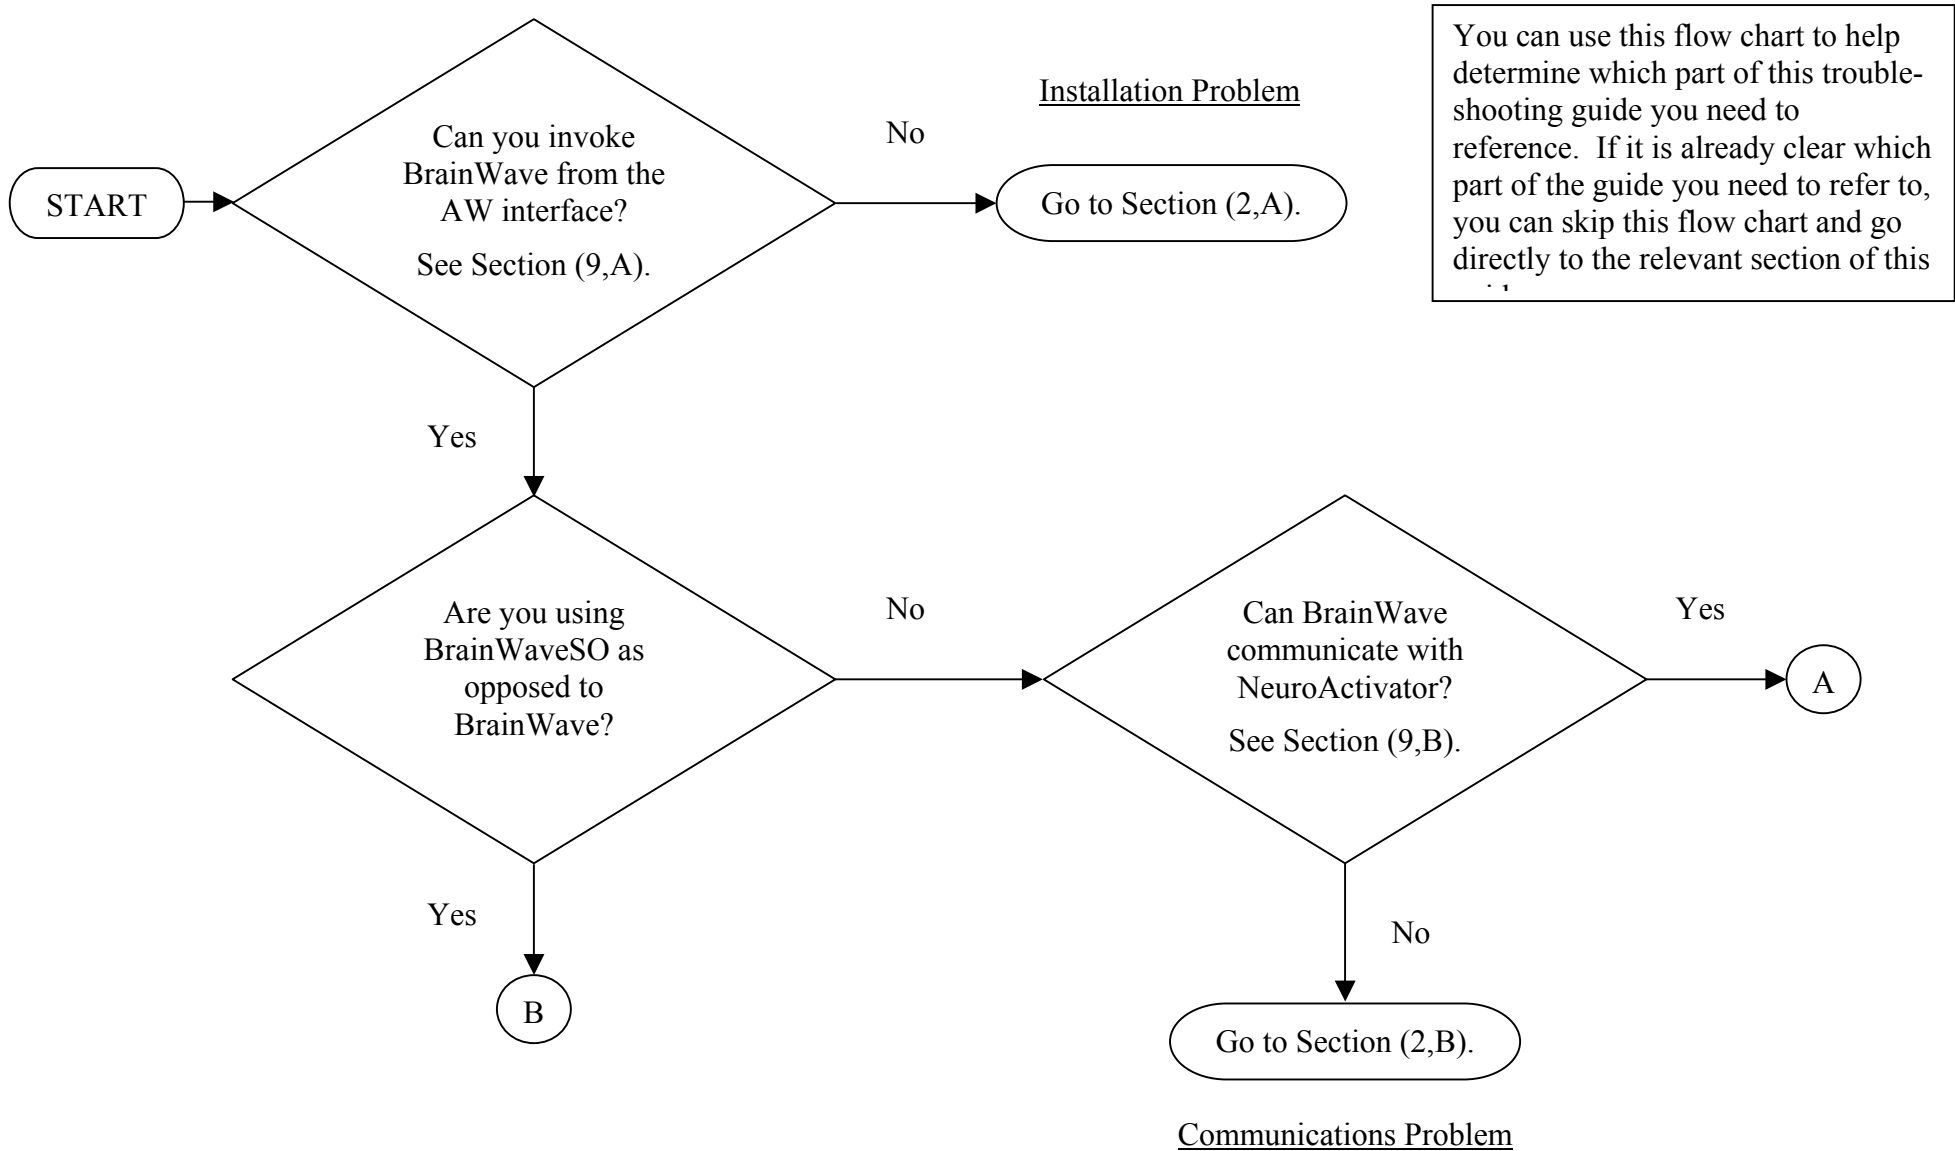 You can use this flow chart to help
determine which part of this trouble-
shooting guide you need to
reference.  If it is already clear which
part of the guide you need to refer to,
you can skip this flow chart and go
directly to the relevant section of this
Installation Problem
START
Can you invoke
BrainWave from the
AW interface?
See Section (9,A).
No
Go to Section (2,A).
Yes
Are you using
BrainWaveSO as
opposed to
BrainWave?
No
Can BrainWave
communicate with
NeuroActivator?
See Section (9,B).
Yes
A
Yes
B
No
Go to Section (2,B).
Communications Problem